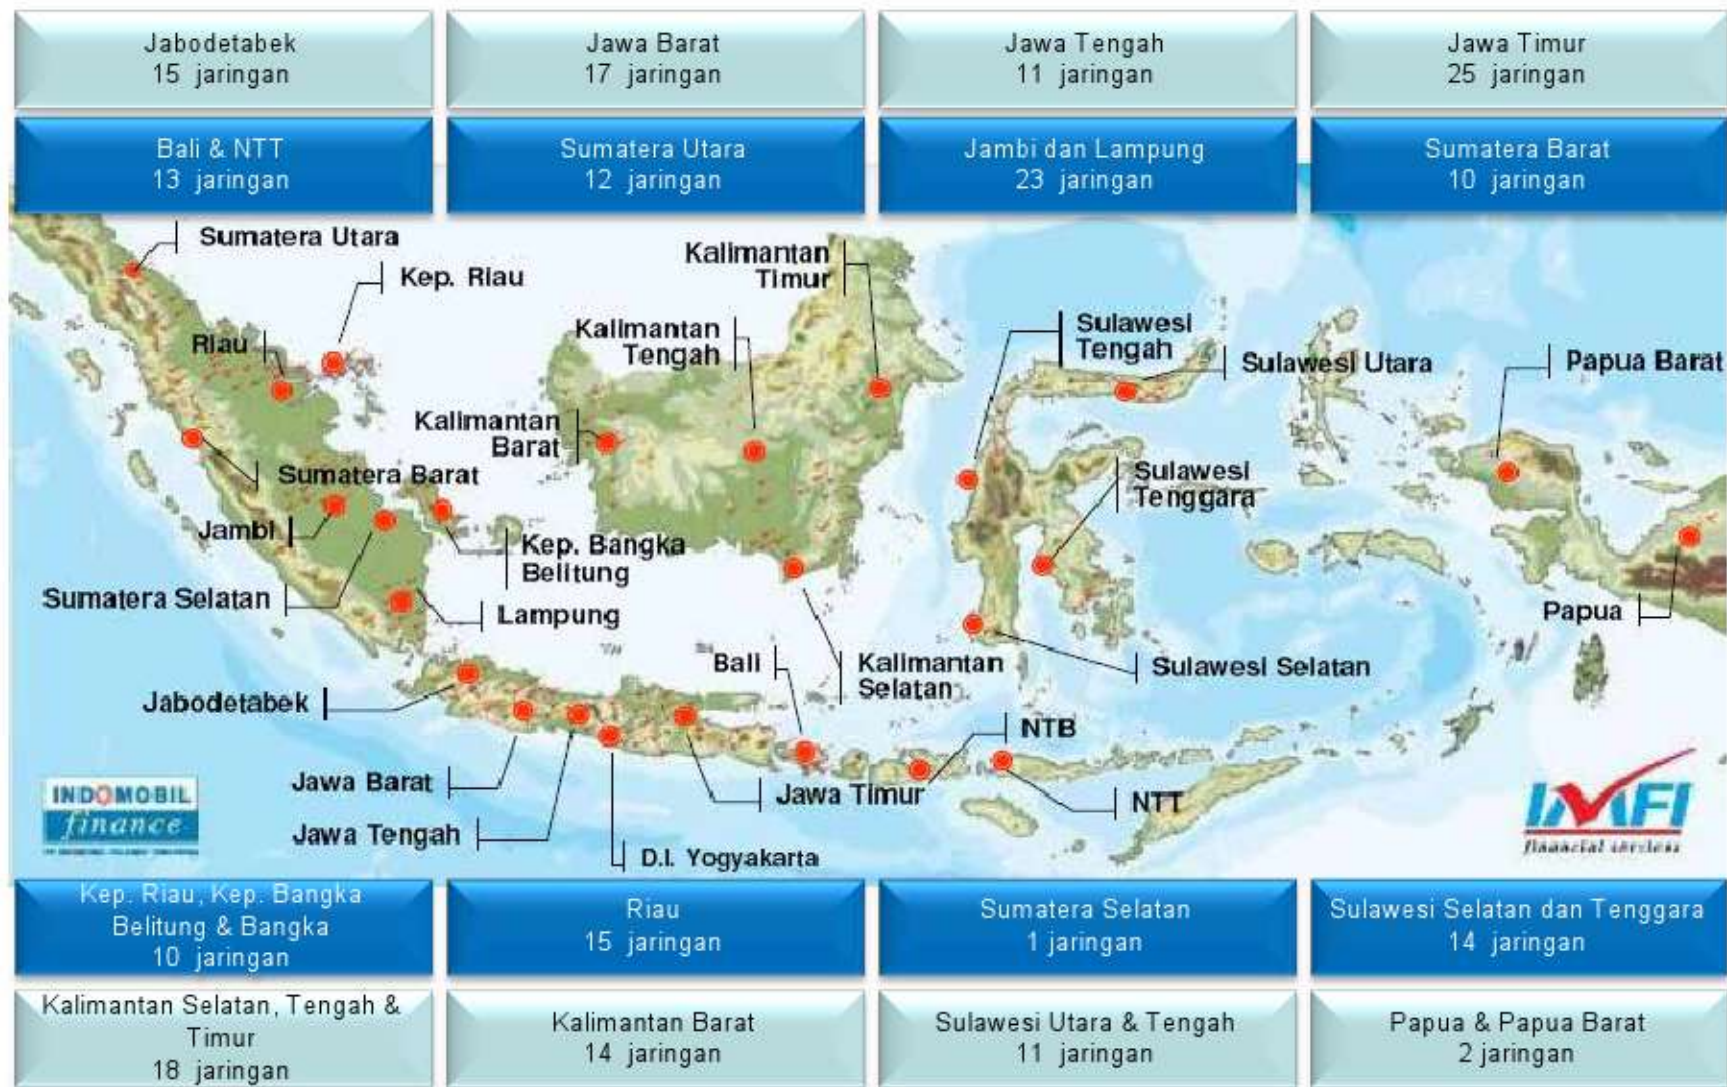 Jabodetabek
15 jaringan
Jawa Barat
17 jaringan
Jawa Tengah
11 jaringan
Jawa Timur
25 jaringan
Bali & NTT
13 jaringan
Sumatera Utara
12 jaringan
Jambi dan Lampung
23 jaringan
Sumatera Barat
10 jaringan
Sumatera Utara
Kep. Riau
Riau
Kalimantan
Timur
Kalimantan
Tengah
Kalimantan
Barat
Sulawesi
Tengah
Sulawesi Utara
Papua Barat
Sumatera Barat
Jambi
Sulawesi
Tenggara
Kep. Bangka
Belitung
Sumatera Selatan
Lampung
Papua
Bali
Kalimantan
Selatan
Sulawesi Selatan
Jabodetabek
NTB
Jawa Barat
Jawa Timur
NTT
Jawa Tengah
D.I. Yogyakarta
INDOMOBIL
finance
IMFI
financial services
Kep. Riau, Kep. Bangka
Belitung & Bangka
10 jaringan
Riau
15 jaringan
Sumatera Selatan
1 jaringan
Sulawesi Selatan dan Tenggara
14 jaringan
Kalimantan Selatan, Tengah &
Timur
18 jaringan
Kalimantan Barat
14 jaringan
Sulawesi Utara & Tengah
11 jaringan
Papua & Papua Barat
2 jaringan